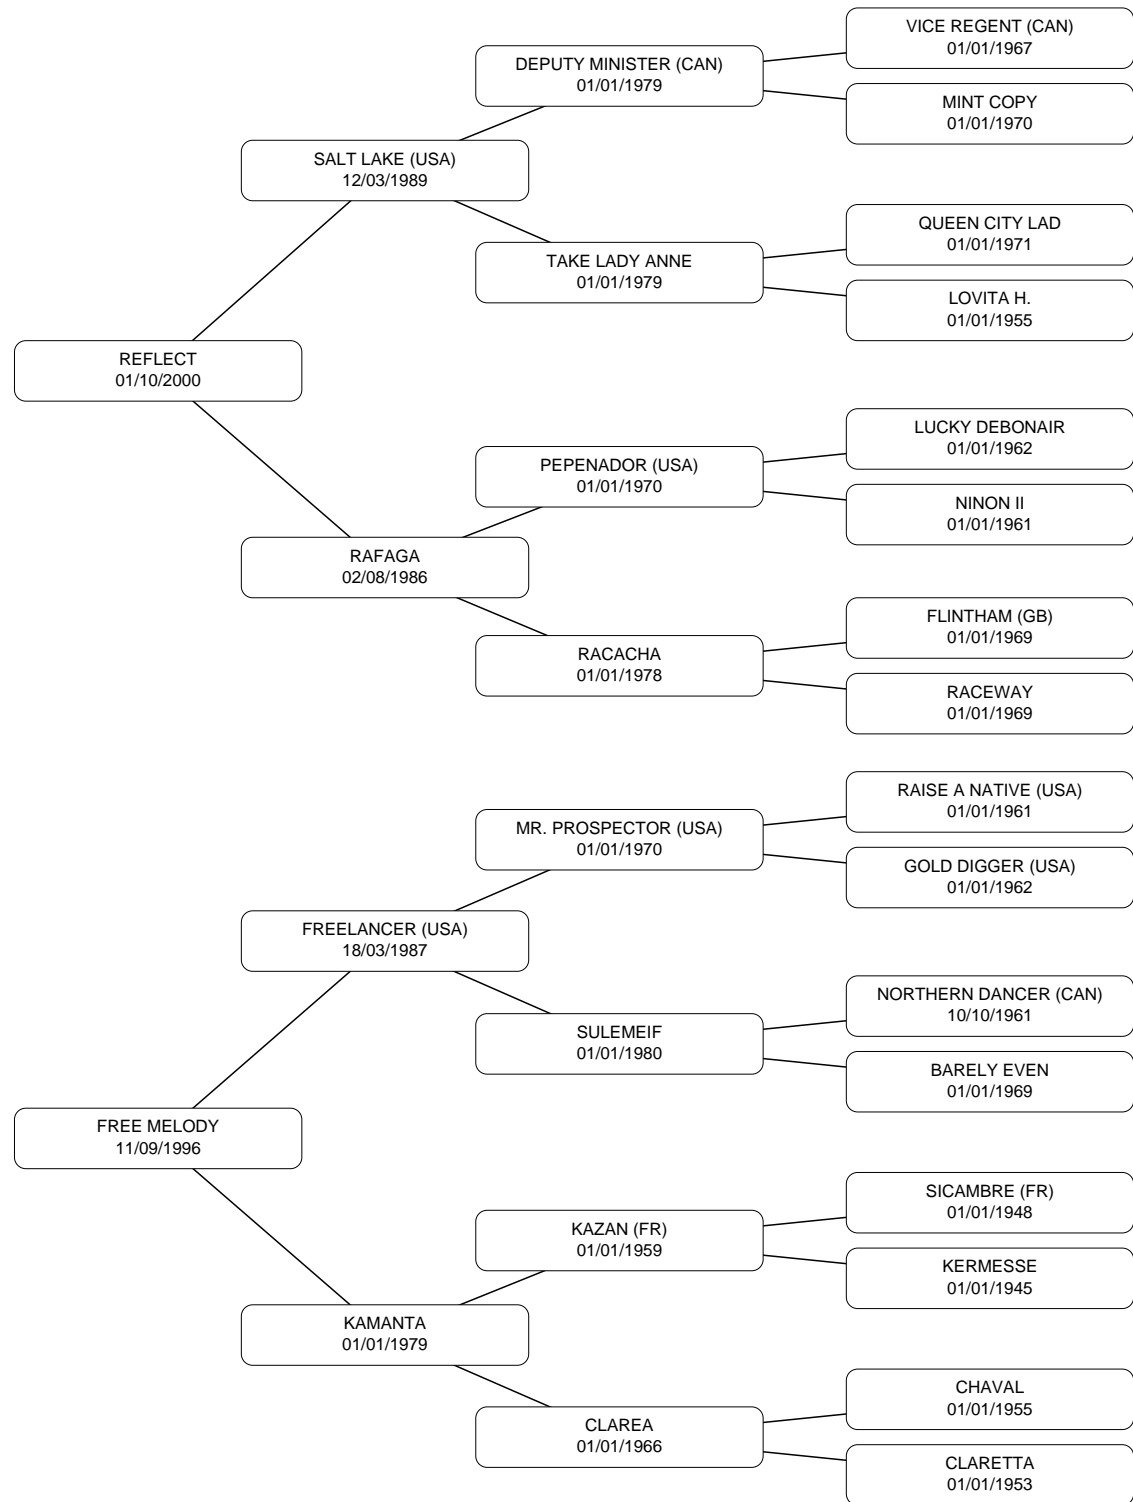 VICE REGENT (CAN)
01/01/1967
DEPUTY MINISTER (CAN)
01/01/1979
MINT COPY
01/01/1970
SALT LAKE (USA)
12/03/1989
QUEEN CITY LAD
01/01/1971
TAKE LADY ANNE
01/01/1979
LOVITA H.
01/01/1955
REFLECT
01/10/2000
LUCKY DEBONAIR
01/01/1962
PEPENADOR (USA)
01/01/1970
NINON II
01/01/1961
RAFAGA
02/08/1986
FLINTHAM (GB)
01/01/1969
RACACHA
01/01/1978
RACEWAY
01/01/1969
RAISE A NATIVE (USA)
01/01/1961
MR. PROSPECTOR (USA)
01/01/1970
GOLD DIGGER (USA)
01/01/1962
FREELANCER (USA)
18/03/1987
NORTHERN DANCER (CAN)
10/10/1961
SULEMEIF
01/01/1980
BARELY EVEN
01/01/1969
FREE MELODY
11/09/1996
SICAMBRE (FR)
01/01/1948
KAZAN (FR)
01/01/1959
KERMESSE
01/01/1945
KAMANTA
01/01/1979
CHAVAL
01/01/1955
CLAREA
01/01/1966
CLARETTA
01/01/1953